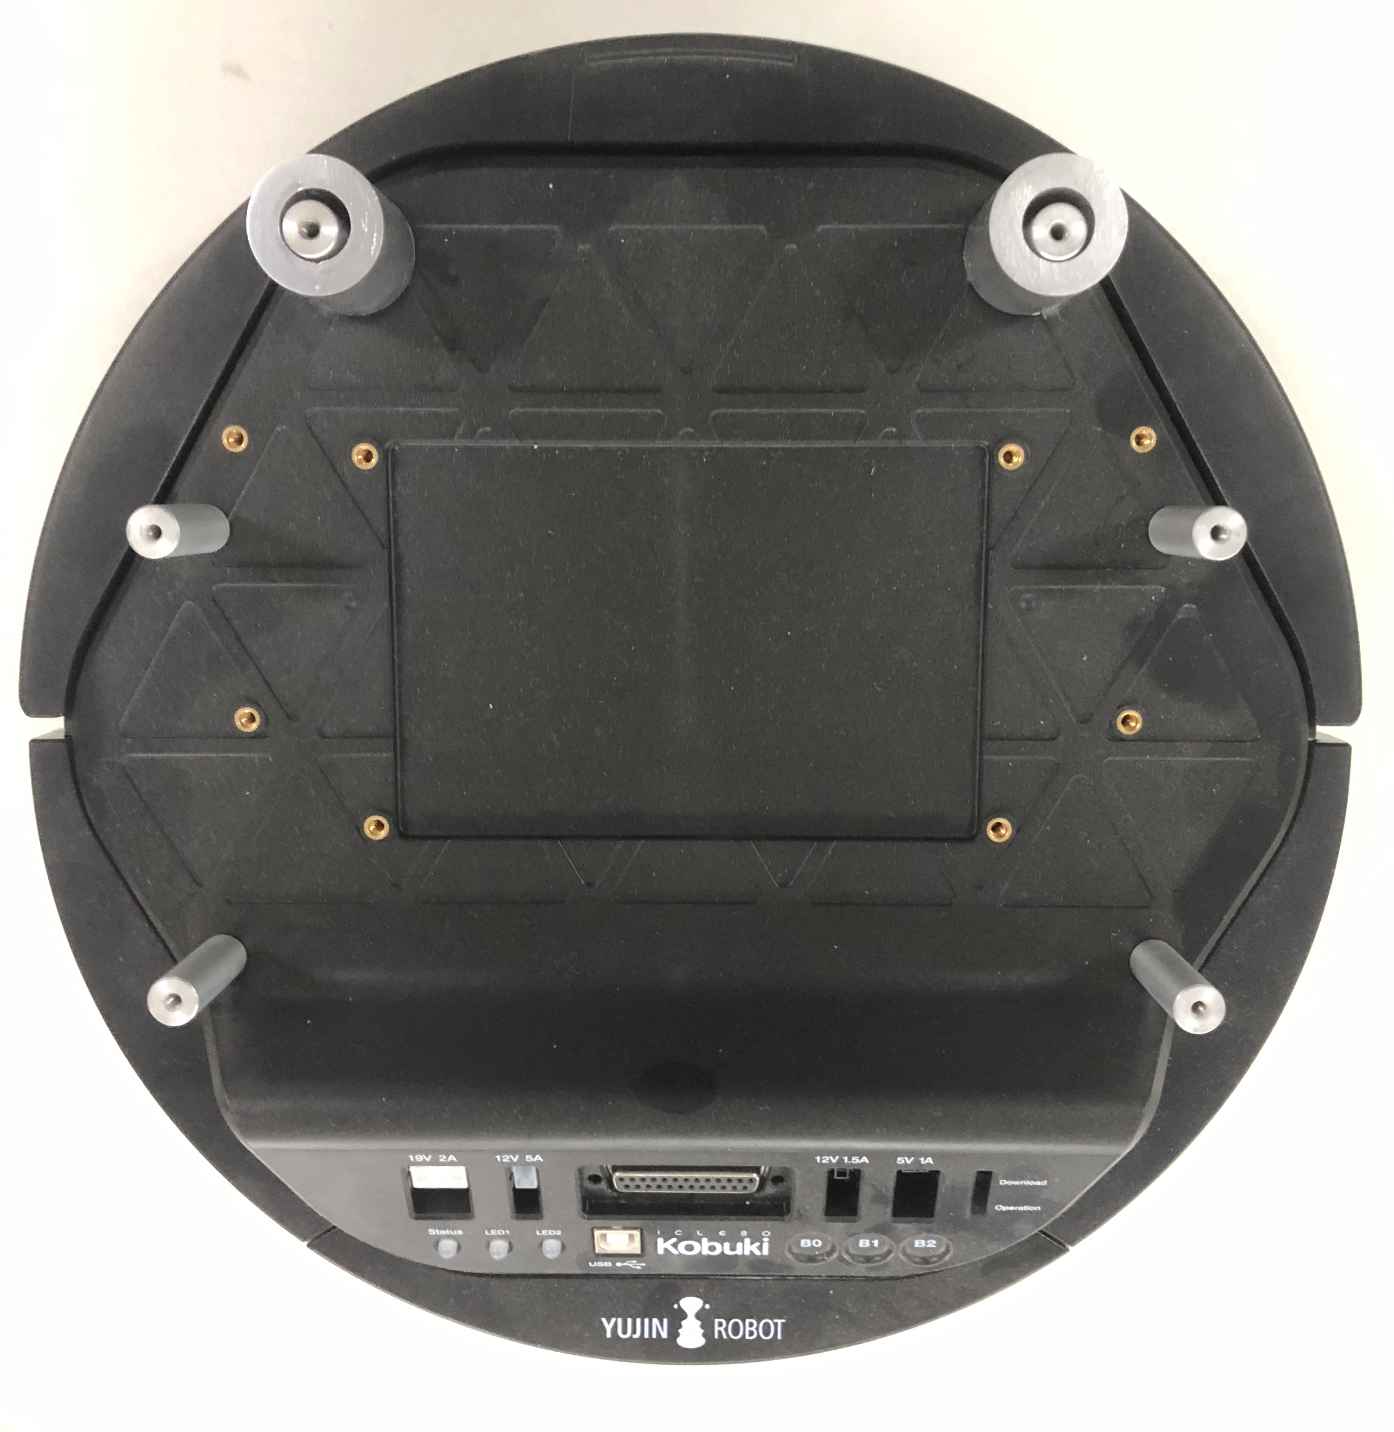 19V 2A
12V 5A
12V 1.5A
5V 1A
Download
Operation
Status
LED1
LED2
USB
ICLEBO
Kobuki
B0
B1
B2
YUJIN ROBOT